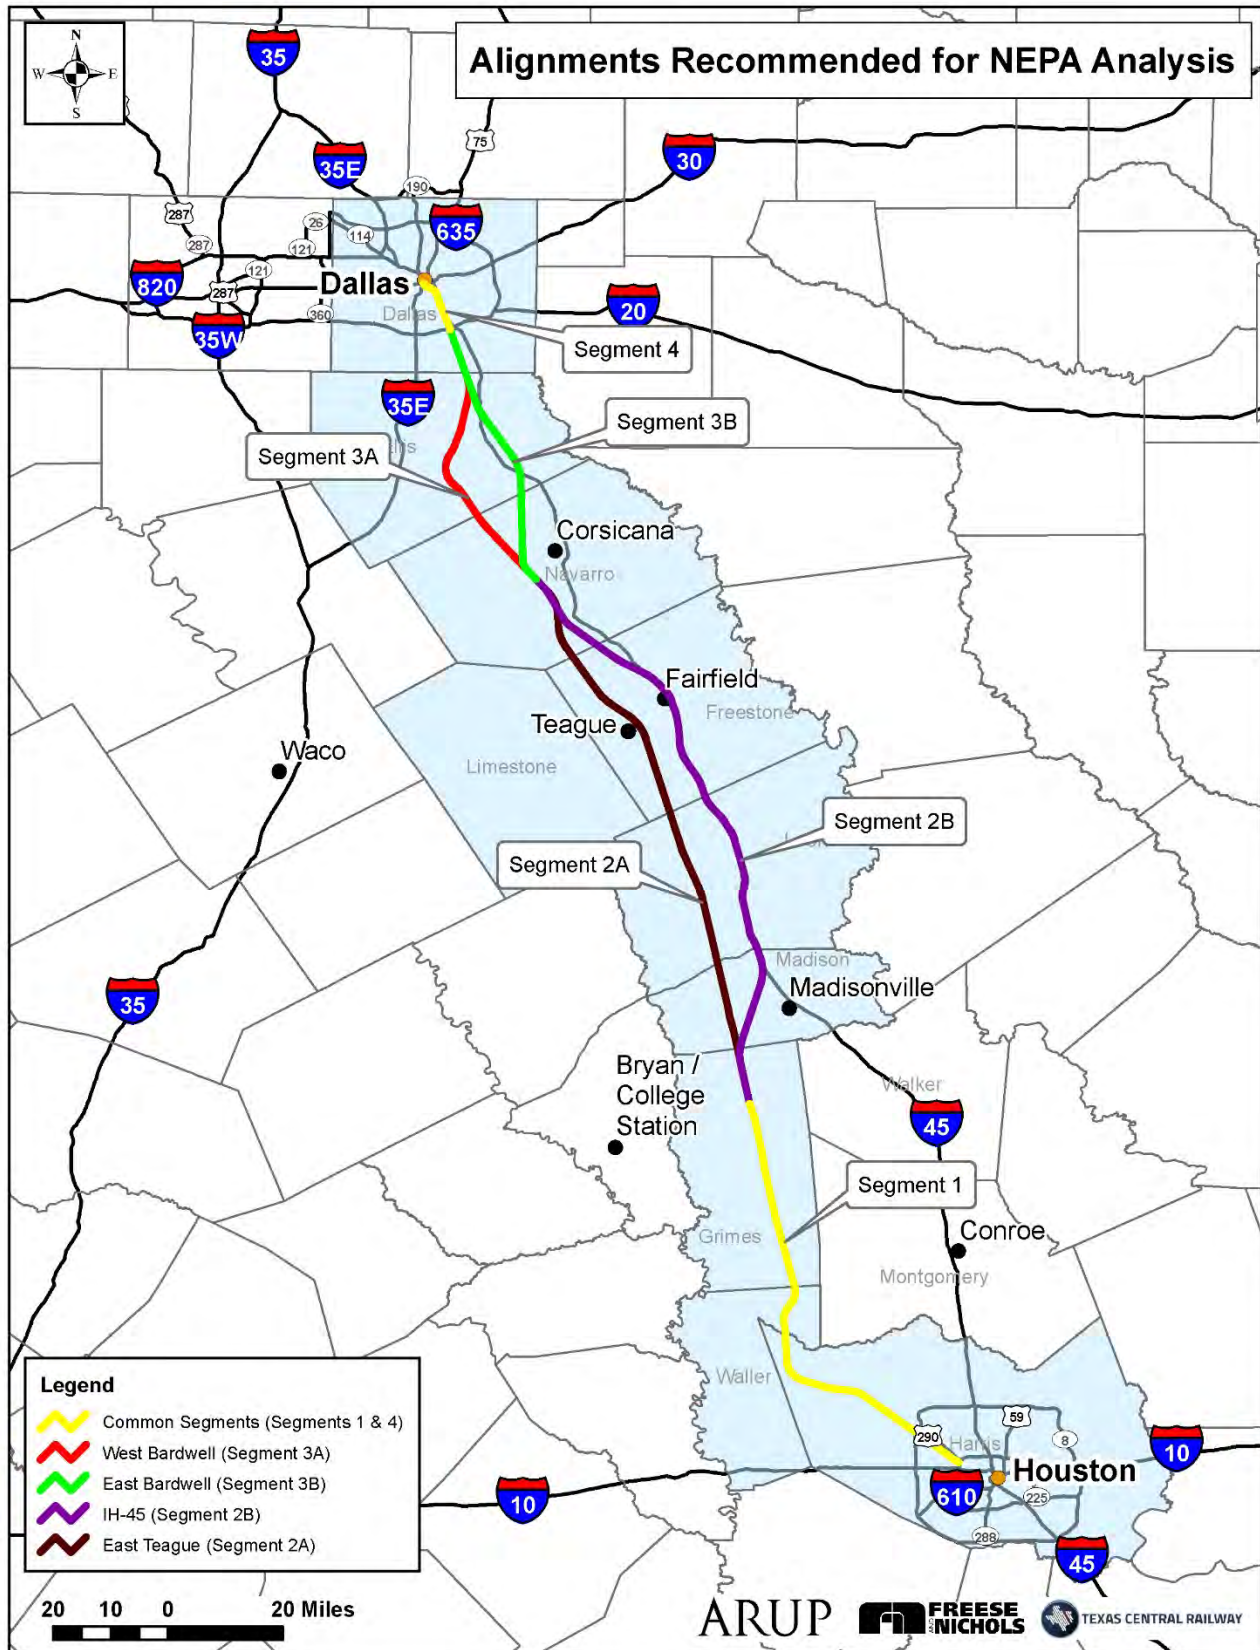 N
W E
S
Alignments Recommended for NEPA Analysis
35
75
35E
30
190
287
26
635
114
287
121
121
820
Dallas
287
20
360
Dallas
35W
Segment 4
35E
Segment 3B
Segment 3A
Corsicana
Navarro
Fairfield
Freestone
Teague
Waco
Limestone
Segment 2B
Segment 2A
Madison
35
Madisonville
Bryan /
College
Station
Walker
45
Segment 1
Grimes
Conroe
Montgomery
Waller
Legend
Common Segments (Segments 1 & 4)
West Bardwell (Segment 3A)
East Bardwell (Segment 3B)
IH-45 (Segment 2B)
East Teague (Segment 2A)
59
290
8
Harris
10
Houston
10
610
225
288
45
20 10 0 20 Miles
ARUP
FREESE
AND NICHOLS
TEXAS CENTRAL RAILWAY